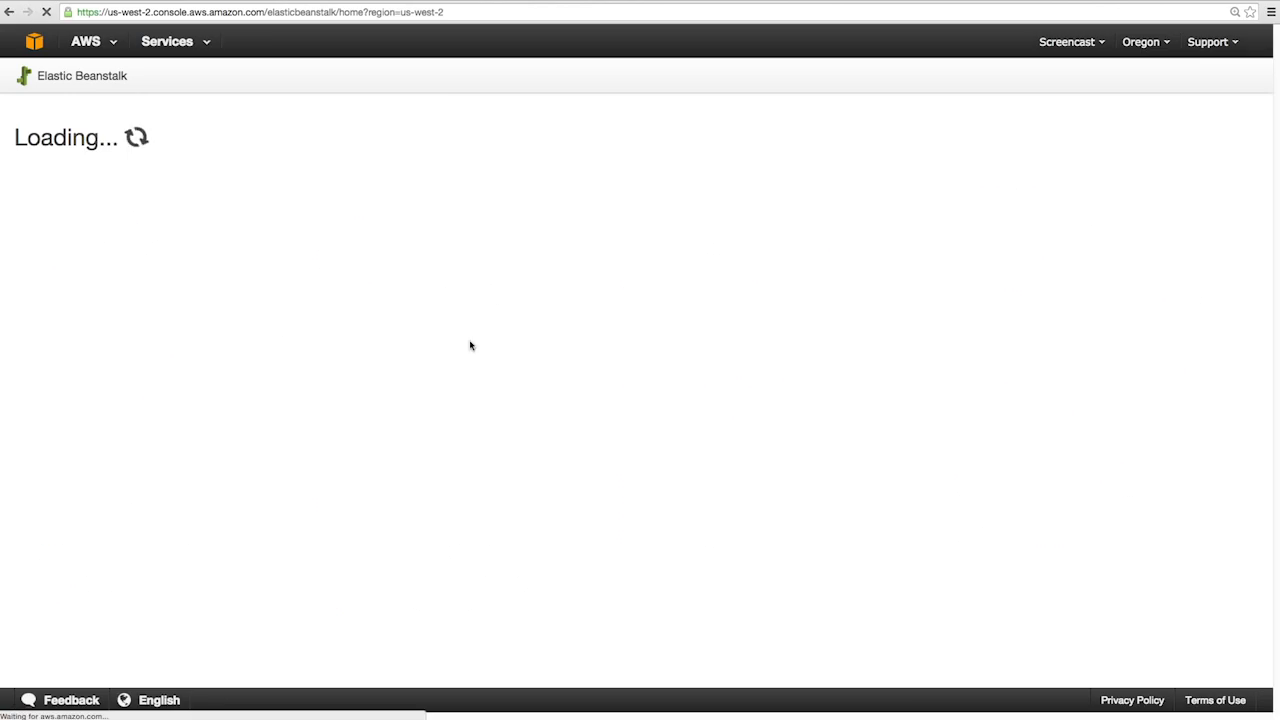 https://us-west-2.console.aws.amazon.com/elasticbeanstalk/home?region=us-west-2
AWS Services Screencast Oregon Support
Elastic Beanstalk
Loading...
Feedback English Privacy Policy Terms of Use
Waiting for aws.amazon.com...